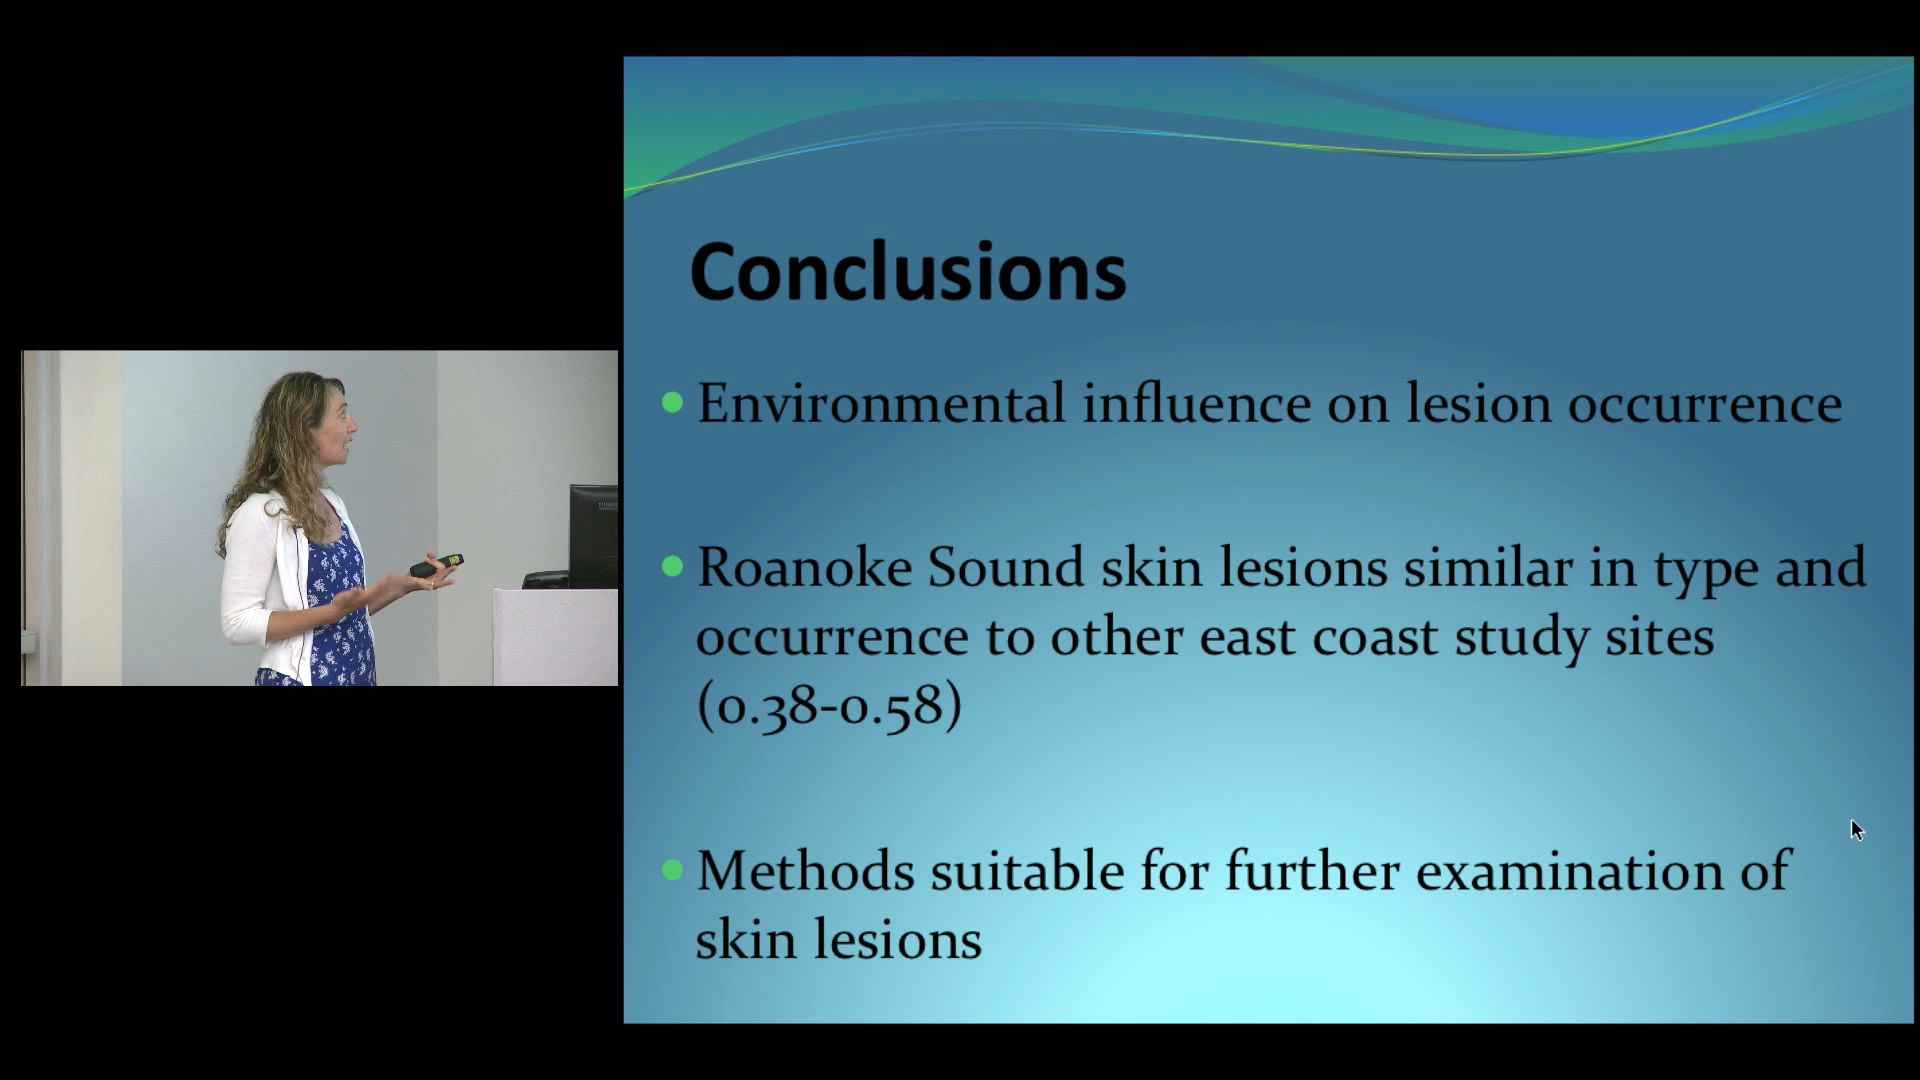 Conclusions
Environmental influence on lesion occurrence
Roanoke Sound skin lesions similar in type and
occurrence to other east coast study sites
(0.38-0.58)
Methods suitable for further examination of
skin lesions